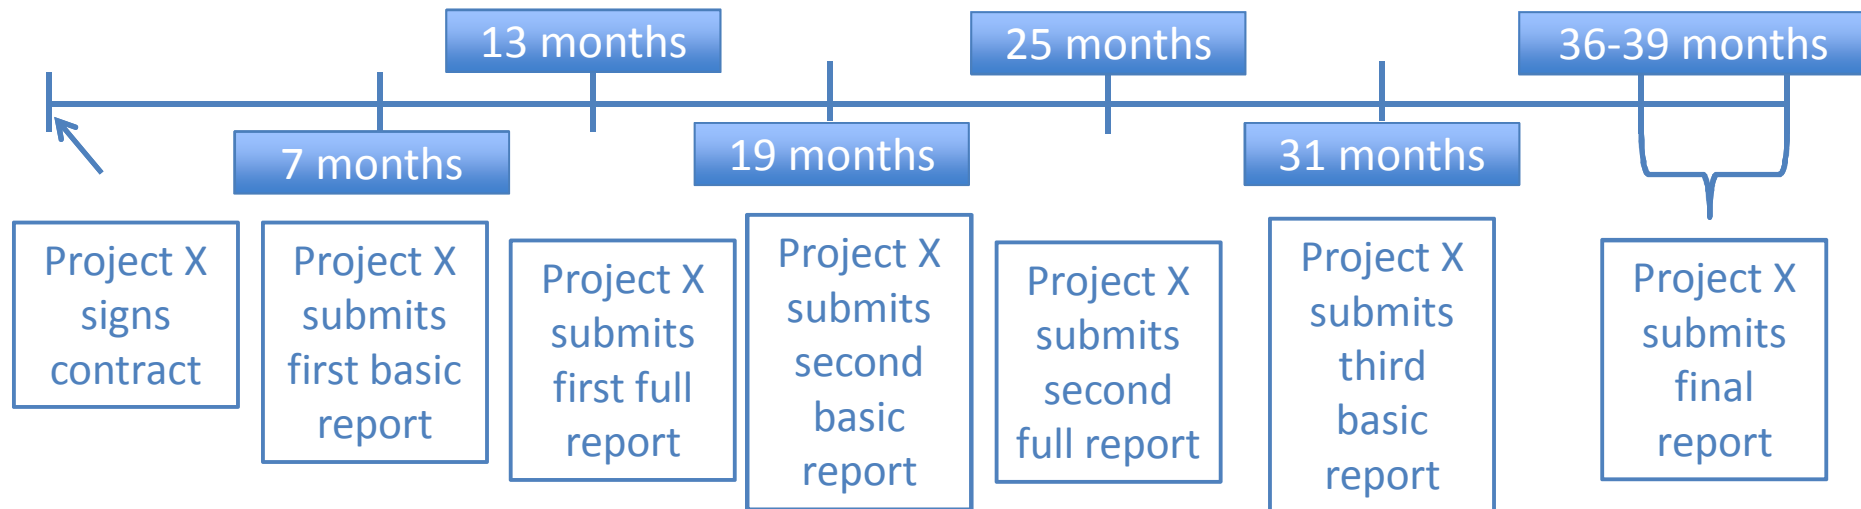 13 months
25 months
36-39 months
7 months
19 months
31 months
Project X
signs
contract
Project X
submits
first basic
report
Project X
submits
first full
report
Project X
submits
second
basic
report
Project X
submits
second
full report
Project X
submits
third
basic
report
Project X
submits
final
report